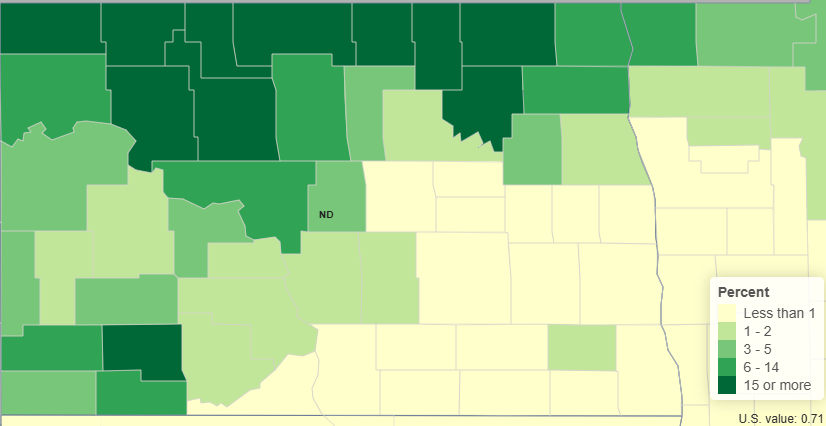 ND
Percent
Less than 1
1 - 2
3 - 5
6 - 14
15 or more
U.S. value: 0.71